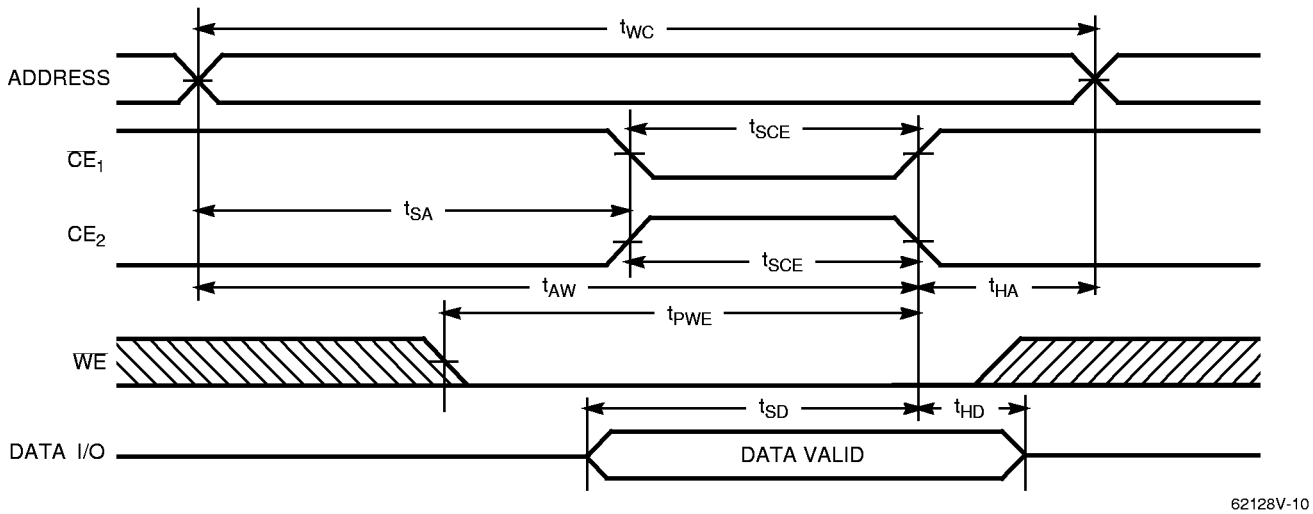 tWC
ADDRESS
tSCE
CE1
tSA
CE2
tSCE
tAW
tHA
tPWE
WE
tSD
tHD
DATA I/O
DATA VALID
62128V-10